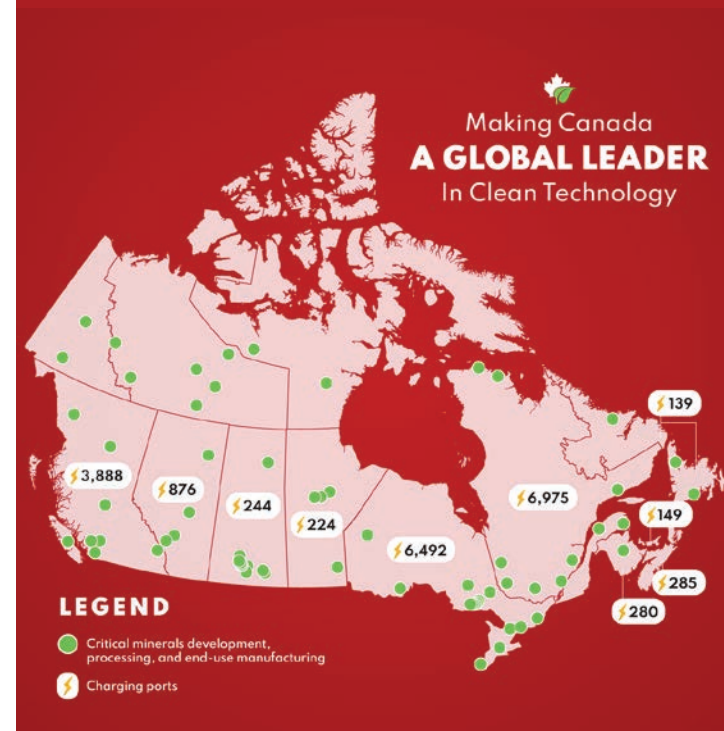 Making Canada
A GLOBAL LEADER
In Clean Technology
139
3,888
876
244
224
6,975
149
6,492
285
280
LEGEND
Critical minerals development,
processing, and end-use manufacturing
Charging ports